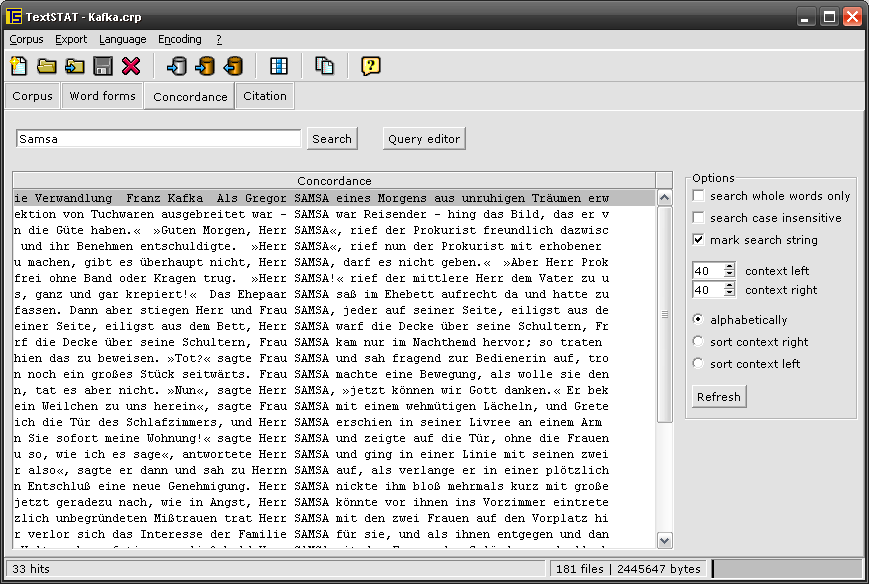 TextSTAT - Kafka.crp
Corpus Export Language Encoding ?
Corpus Word forms Concordance Citation
Samsa Search Query editor
Concordance
ie Verwandlung  Franz Kafka  Als Gregor SAMSA eines Morgens aus unruhigen Träumen erw
ektion von Tuchwaren ausgebreitet war - SAMSA war Reisender - hing das Bild, das er v
n die Güte haben.«  »Guten Morgen, Herr SAMSA«, rief der Prokurist freundlich dazwisc
und ihr Benehmen entschuldigte.  »Herr SAMSA«, rief nun der Prokurist mit erhobener
u machen, gibt es überhaupt nicht, Herr SAMSA, darf es nicht geben.«  »Aber Herr Prok
frei ohne Band oder Kragen trug.  »Herr SAMSA!« rief der mittlere Herr dem Vater zu u
s, ganz und gar krepiert!«  Das Ehepaar SAMSA saß im Ehebett aufrecht da und hatte zu
fassen. Dann aber stiegen Herr und Frau SAMSA, jeder auf seiner Seite, eiligst aus de
einer Seite, eiligst aus dem Bett, Herr SAMSA warf die Decke über seine Schultern, Fr
rf die Decke über seine Schultern, Frau SAMSA kam nur im Nachthemd hervor; so traten
hien das zu beweisen. »Tot?« sagte Frau SAMSA und sah fragend zur Bedienerin auf, tro
n noch ein großes Stück seitwärts. Frau SAMSA machte eine Bewegung, als wolle sie den
n, tat es aber nicht. »Nun«, sagte Herr SAMSA, »jetzt können wir Gott danken.« Er bek
ein Weilchen zu uns herein«, sagte Frau SAMSA mit einem wehmütigen Lächeln, und Grete
ich die Tür des Schlafzimmers, und Herr SAMSA erschien in seiner Livree an einem Arm
n Sie sofort meine Wohnung!« sagte Herr SAMSA und zeigte auf die Tür, ohne die Frauen
u so, wie ich es sage«, antwortete Herr SAMSA und ging in einer Linie mit seinen zwei
r also«, sagte er dann und sah zu Herrn SAMSA auf, als verlange er in einer plötzlich
n Entschluß eine neue Genehmigung. Herr SAMSA nickte ihm bloß mehrmals kurz mit große
jetzt geradezu nach, wie in Angst, Herr SAMSA könnte vor ihnen ins Vorzimmer eintrete
zlich unbegründeten Mißtrauen trat Herr SAMSA mit den zwei Frauen auf den Vorplatz hi
r verlor sich das Interesse der Familie SAMSA für sie, und als ihnen entgegen und dan
Options
search whole words only
search case insensitive
mark search string
40 context left
40 context right
alphabetically
sort context right
sort context left
Refresh
33 hits 181 files | 2445647 bytes